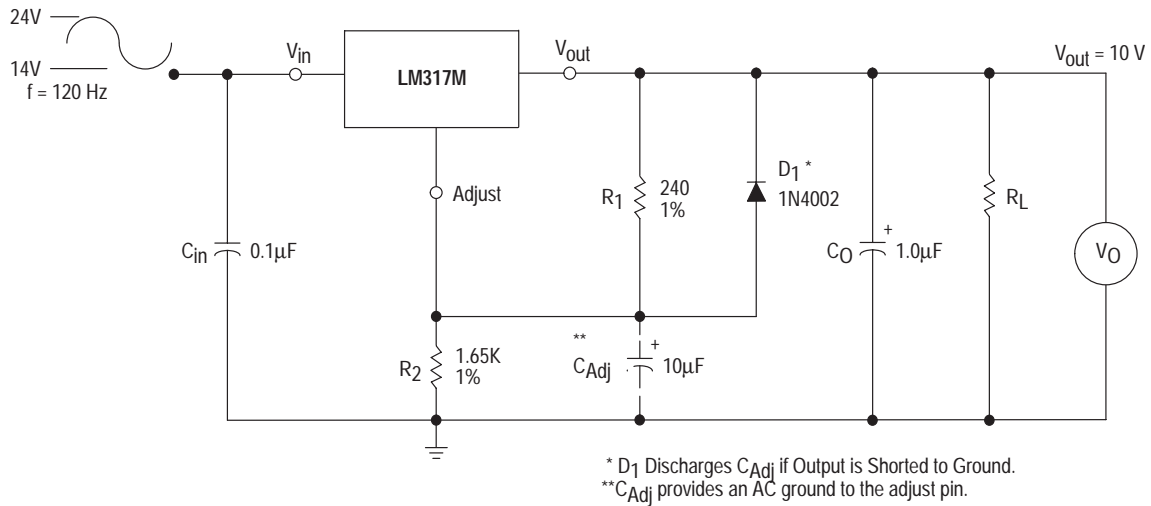 24V
14V
f = 120 Hz
Vin
LM317M
Vout
Vout = 10 V
Adjust
R1
240
1%
D1 *
1N4002
Cin
0.1µF
CO
+
1.0µF
RL
VO
R2
1.65K
1%
**
CAdj
+
10µF
* D1 Discharges CAdj if Output is Shorted to Ground.
**CAdj provides an AC ground to the adjust pin.